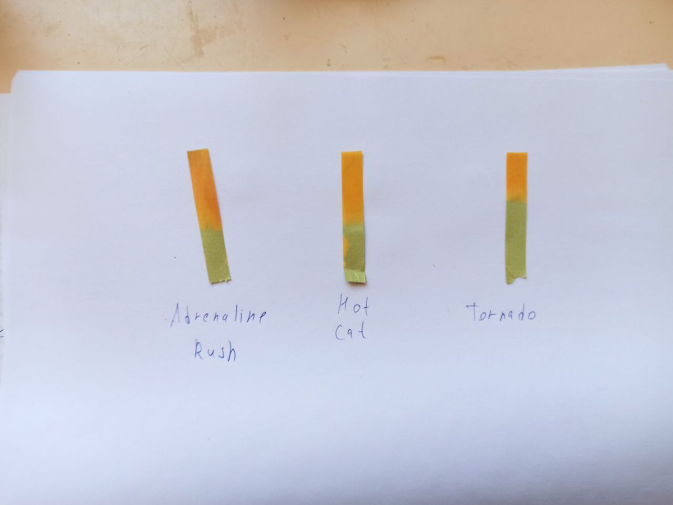 Adrenaline
Rush
Hot
Cat
Tornado